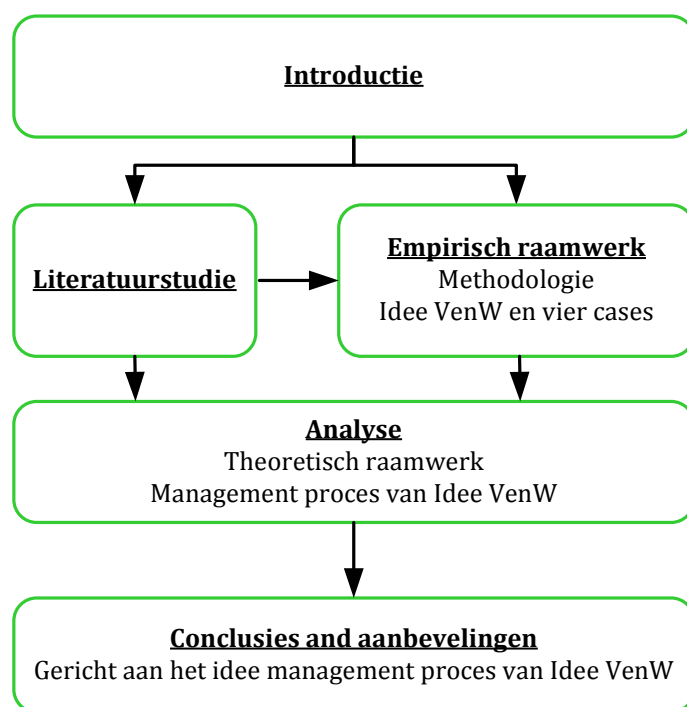 Introductie
Literatuurstudie
Empirisch raamwerk
Methodologie
Idee VenW en vier cases
Analyse
Theoretisch raamwerk
Management proces van Idee VenW
Conclusies and aanbevelingen
Gericht aan het idee management proces van Idee VenW